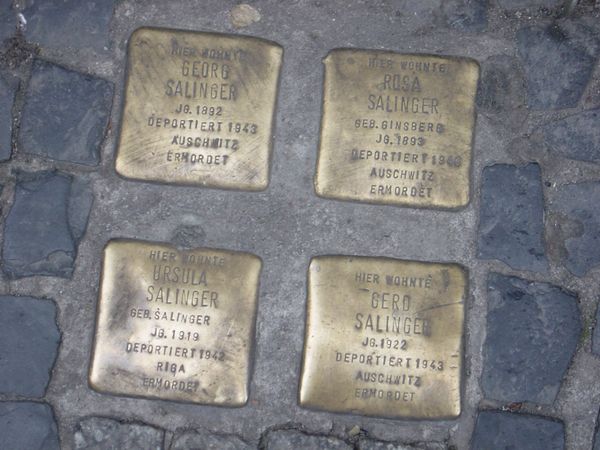 HIER WOHNTE
GEORG
SALINGER
JG. 1892
DEPORTIERT 1943
AUSCHWITZ
ERMORDET
HIER WOHNTE
ROSA
SALINGER
GEB. GINSBERG
JG. 1893
DEPORTIERT 1943
AUSCHWITZ
ERMORDET
HIER WOHNTE
URSULA
SALINGER
GEB. SALINGER
JG. 1919
DEPORTIERT 1942
RIGA
ERMORDET
HIER WOHNTE
GERD
SALINGER
JG. 1922
DEPORTIERT 1943
AUSCHWITZ
ERMORDET